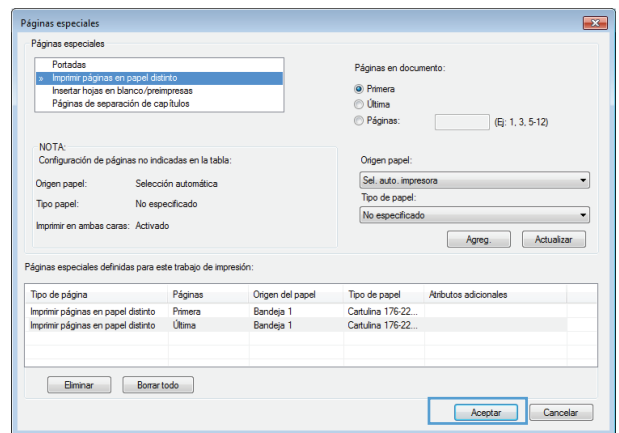 Páginas especiales
Páginas especiales
Portadas
» Imprimir páginas en papel distinto
Insertar hojas en blanco/preimpresas
Páginas de separación de capítulos
Páginas en documento:
Primera
Última
Páginas: (Ej: 1, 3, 5-12)
NOTA:
Configuración de páginas no indicadas en la tabla:
Origen papel: Selección automática
Tipo papel: No especificado
Imprimir en ambas caras: Activado
Origen papel:
Sel. auto. impresora
Tipo de papel:
No especificado
Agreg. Actualizar
Páginas especiales definidas para este trabajo de impresión:
Tipo de página Páginas Origen del papel Tipo de papel Atributos adicionales
Imprimir páginas en papel distinto Primera Bandeja 1 Cartulina 176-22...
Imprimir páginas en papel distinto Última Bandeja 1 Cartulina 176-22...
Eliminar Borrar todo
Aceptar Cancelar